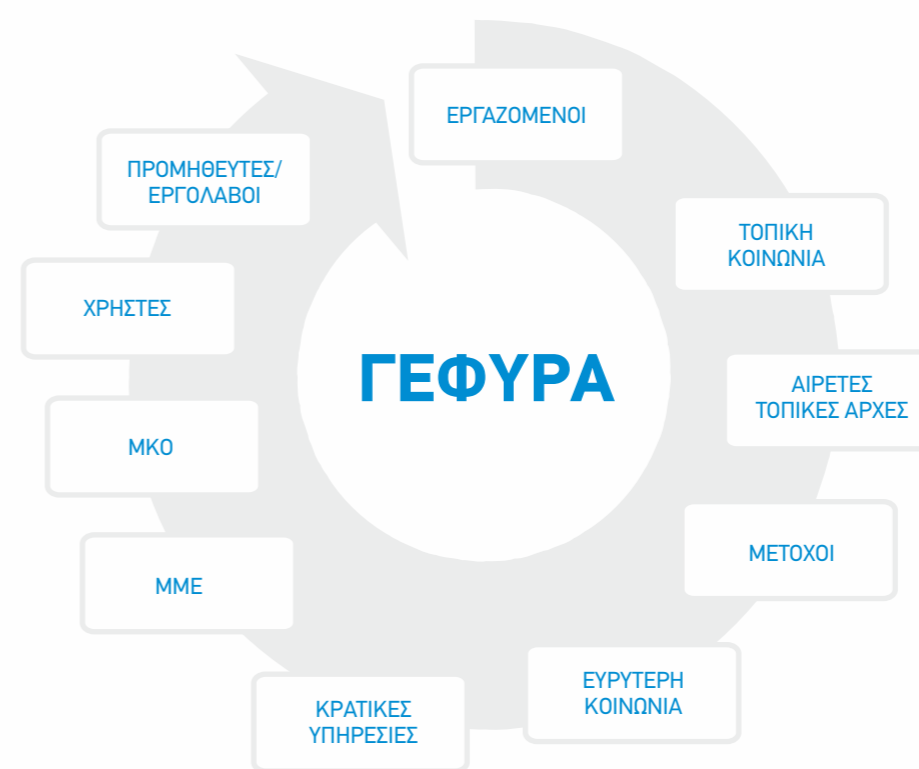 ΕΡΓΑΖΟΜΕΝΟΙ
ΤΟΠΙΚΗ
ΚΟΙΝΩΝΙΑ
ΑΙΡΕΤΕΣ
ΤΟΠΙΚΕΣ ΑΡΧΕΣ
ΜΕΤΟΧΟΙ
ΕΥΡΥΤΕΡΗ
ΚΟΙΝΩΝΙΑ
ΚΡΑΤΙΚΕΣ
ΥΠΗΡΕΣΙΕΣ
ΜΜΕ
ΜΚΟ
ΧΡΗΣΤΕΣ
ΠΡΟΜΗΘΕΥΤΕΣ/
ΕΡΓΟΛΑΒΟΙ
ΓΕΦΥΡΑ